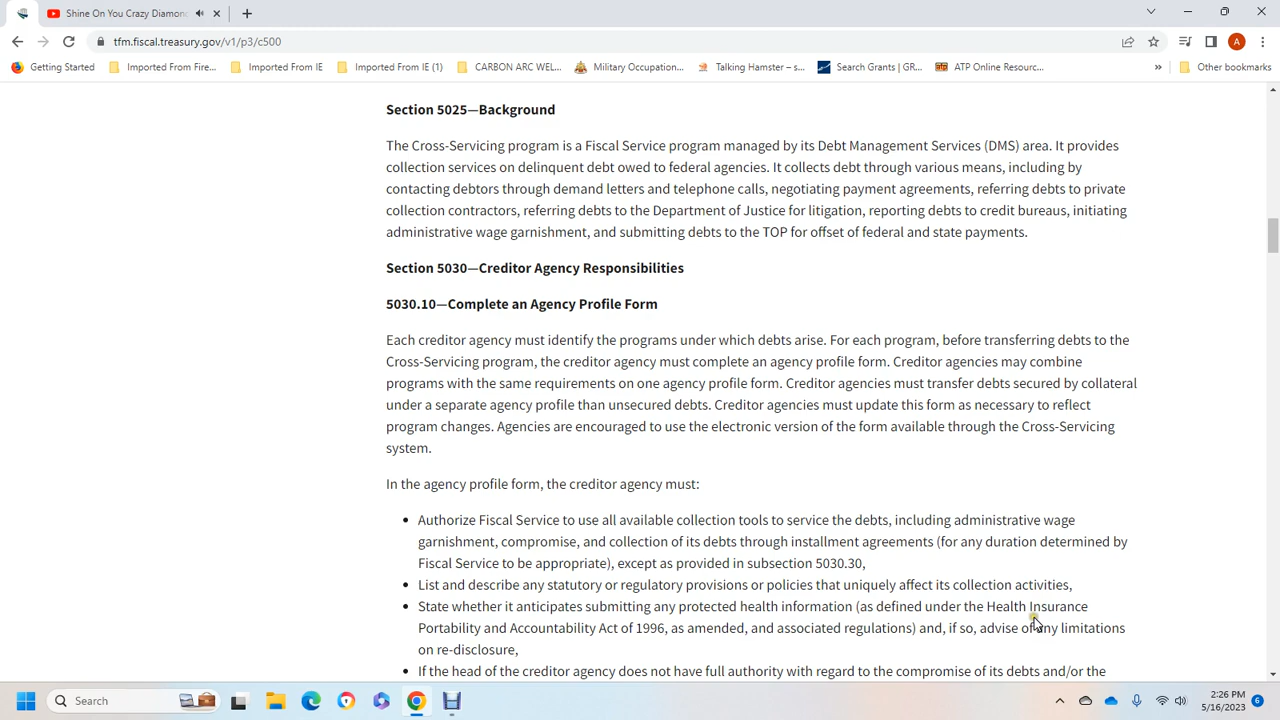 Shine On You Crazy Diamon
tfm.fiscal.treasury.gov/v1/p3/c500
A
Getting Started
Imported From Fire...
Imported From IE
Imported From IE (1)
CARBON ARC WEL...
Military Occupation...
Talking Hamster – s...
Search Grants | GR...
ATP Online Resourc...
»
Other bookmarks
Section 5025—Background
The Cross-Servicing program is a Fiscal Service program managed by its Debt Management Services (DMS) area. It provides
collection services on delinquent debt owed to federal agencies. It collects debt through various means, including by
contacting debtors through demand letters and telephone calls, negotiating payment agreements, referring debts to private
collection contractors, referring debts to the Department of Justice for litigation, reporting debts to credit bureaus, initiating
administrative wage garnishment, and submitting debts to the TOP for offset of federal and state payments.
Section 5030—Creditor Agency Responsibilities
5030.10—Complete an Agency Profile Form
Each creditor agency must identify the programs under which debts arise. For each program, before transferring debts to the
Cross-Servicing program, the creditor agency must complete an agency profile form. Creditor agencies may combine
programs with the same requirements on one agency profile form. Creditor agencies must transfer debts secured by collateral
under a separate agency profile than unsecured debts. Creditor agencies must update this form as necessary to reflect
program changes. Agencies are encouraged to use the electronic version of the form available through the Cross-Servicing
system.
In the agency profile form, the creditor agency must:
• Authorize Fiscal Service to use all available collection tools to service the debts, including administrative wage
garnishment, compromise, and collection of its debts through installment agreements (for any duration determined by
Fiscal Service to be appropriate), except as provided in subsection 5030.30,
• List and describe any statutory or regulatory provisions or policies that uniquely affect its collection activities,
• State whether it anticipates submitting any protected health information (as defined under the Health Insurance
Portability and Accountability Act of 1996, as amended, and associated regulations) and, if so, advise of any limitations
on re-disclosure,
• If the head of the creditor agency does not have full authority with regard to the compromise of its debts and/or the
Search
2:26 PM
5/16/2023
6